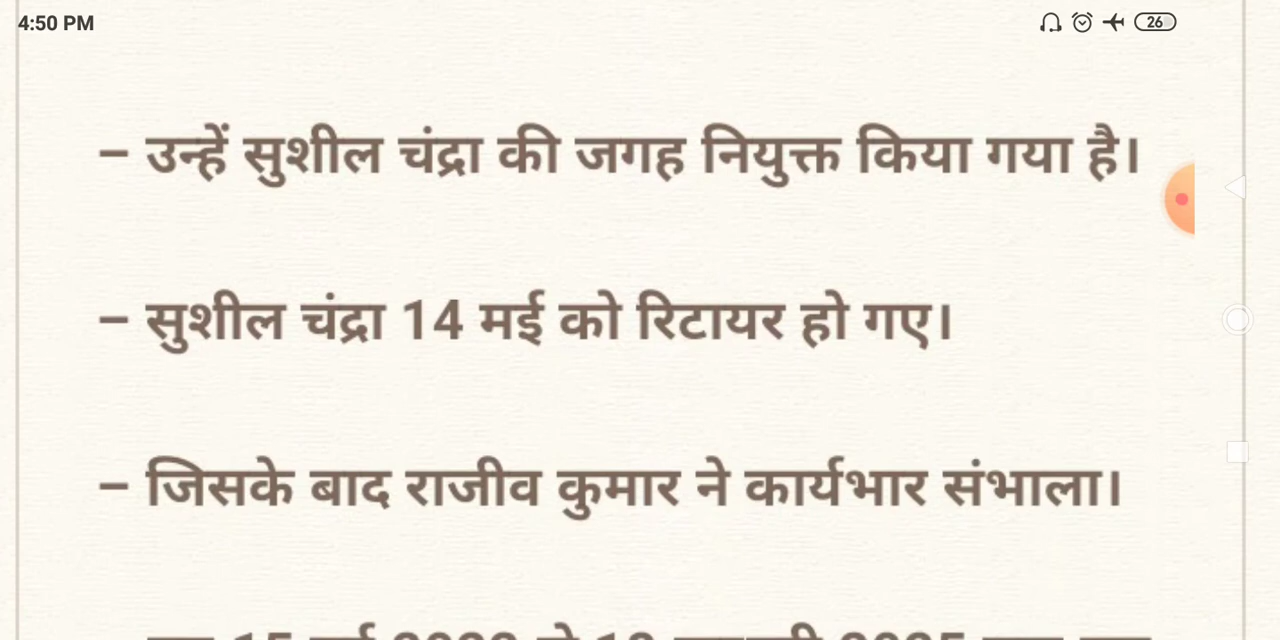 4:50 PM
26
– उन्हें सुशील चंद्रा की जगह नियुक्त किया गया है।
– सुशील चंद्रा 14 मई को रिटायर हो गए।
– जिसके बाद राजीव कुमार ने कार्यभार संभाला।